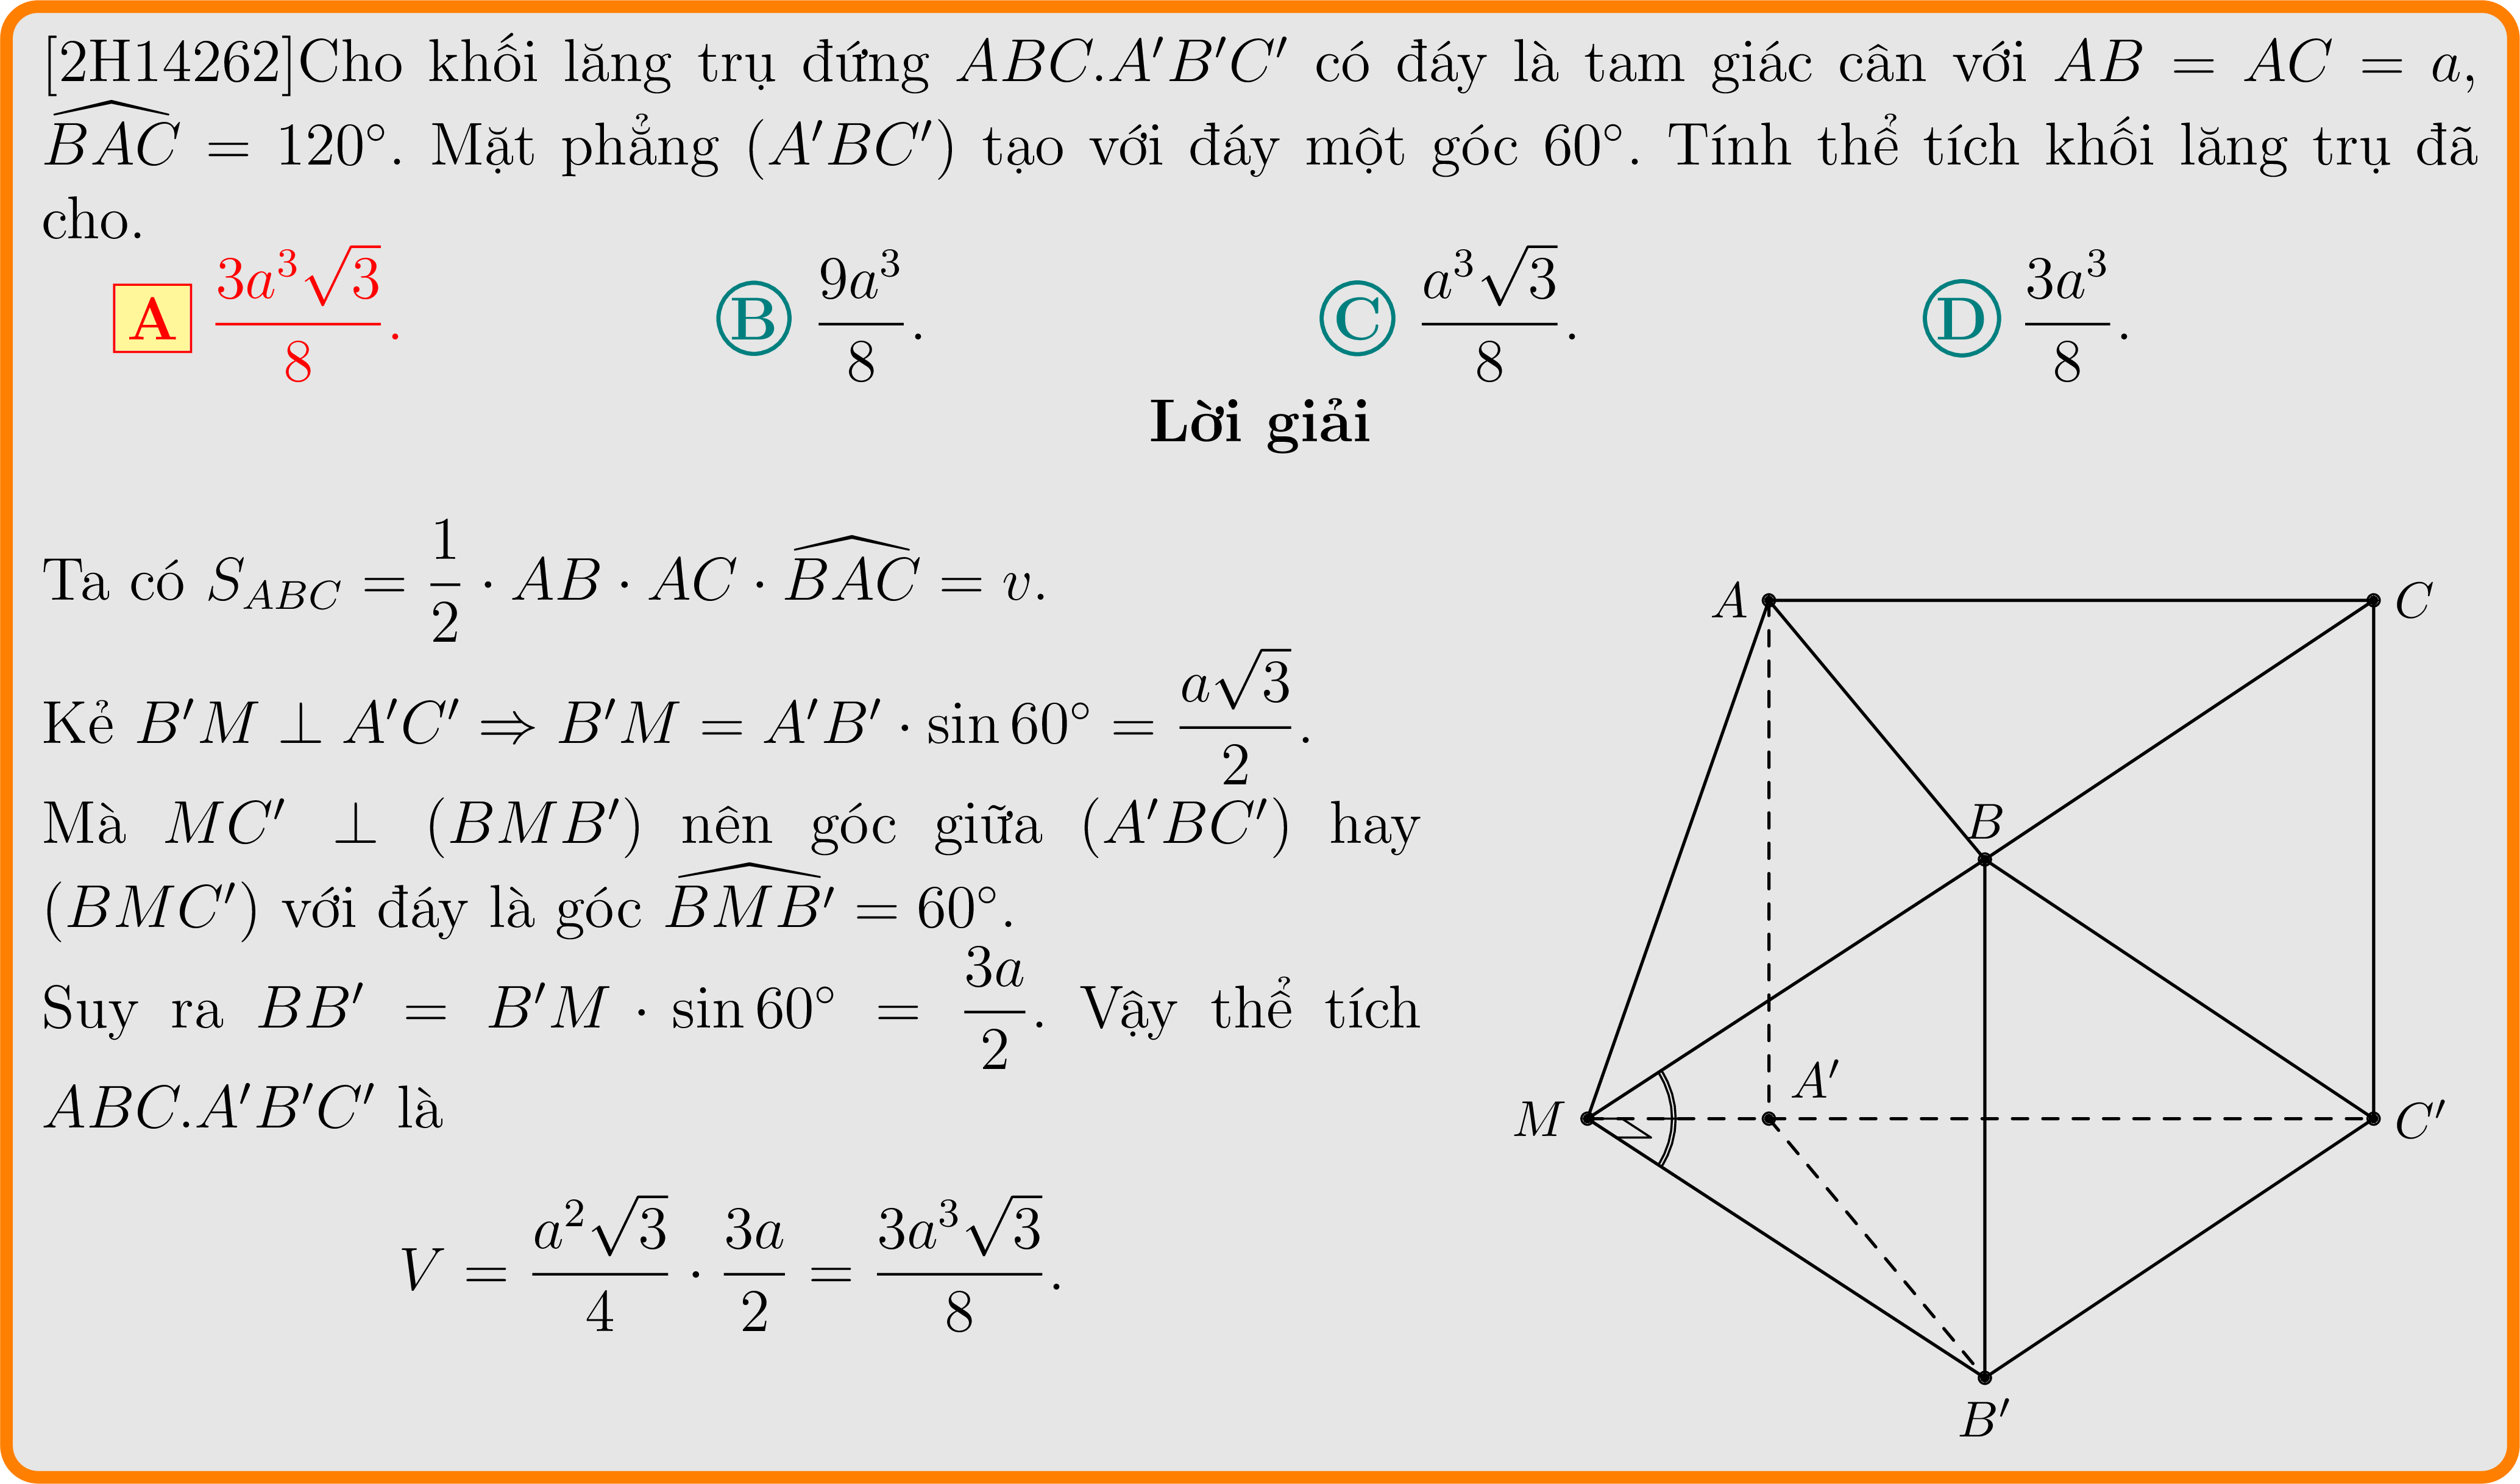 [2H14262]Cho khối lăng trụ đứng ABC.A′B′C′ có đáy là tam giác cân với AB = AC = a,
$\widehat{BAC}$ = 120°. Mặt phẳng (A′BC′) tạo với đáy một góc 60°. Tính thể tích khối lăng trụ đã
cho.
A $\frac{3a^3\sqrt{3}}{8}$. B $\frac{9a^3}{8}$. C $\frac{a^3\sqrt{3}}{8}$. D $\frac{3a^3}{8}$.
Lời giải
Ta có $S_{ABC} = \frac{1}{2} \cdot AB \cdot AC \cdot \widehat{BAC} = v$.
Kẻ $B'M \perp A'C' \Rightarrow B'M = A'B' \cdot \sin 60° = \frac{a\sqrt{3}}{2}$.
Mà MC′ ⊥ (BMB′) nên góc giữa (A′BC′) hay
(BMC′) với đáy là góc $\widehat{BMB'}$ = 60°.
Suy ra $BB' = B'M \cdot \sin 60° = \frac{3a}{2}$. Vậy thể tích
ABC.A′B′C′ là
$V = \frac{a^2\sqrt{3}}{4} \cdot \frac{3a}{2} = \frac{3a^3\sqrt{3}}{8}$.
A
C
B
A′
M
C′
B′